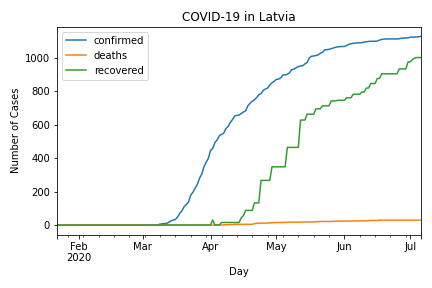 COVID-19 in Latvia
confirmed
deaths
recovered
Number of Cases
1000
800
600
400
200
0
Feb
2020
Mar
Apr
May
Jun
Jul
Day